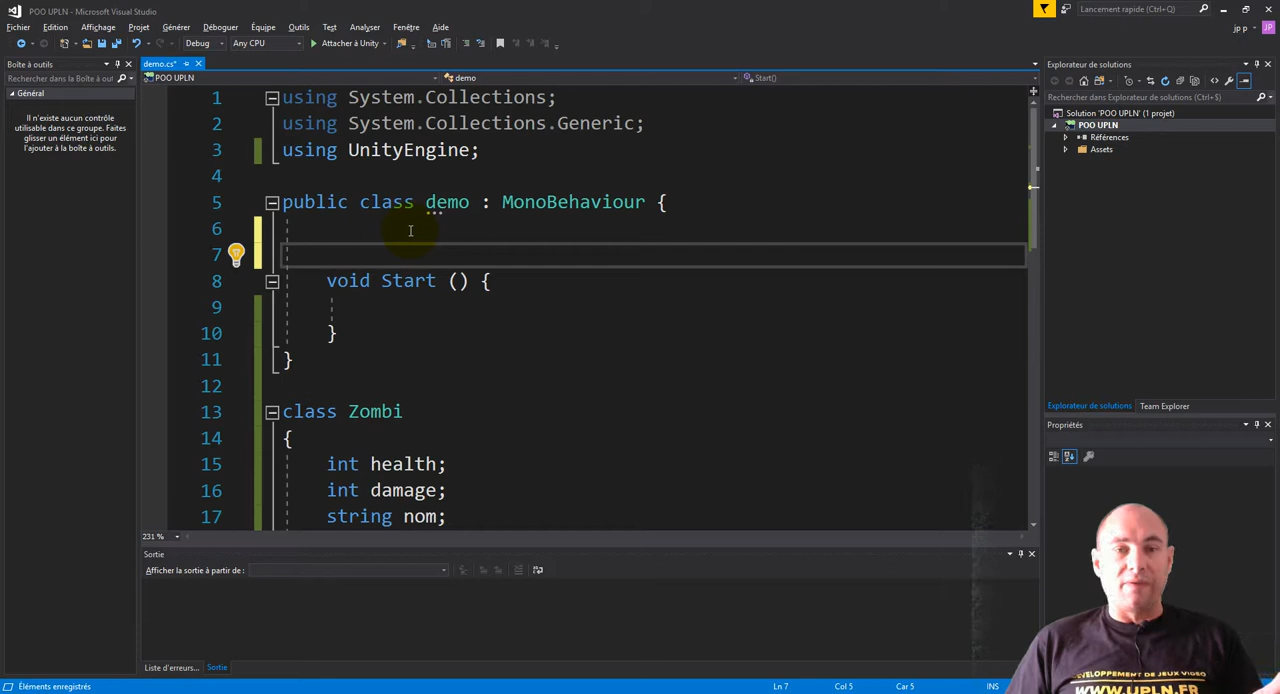 POO UPLN - Microsoft Visual Studio
Lancement rapide (Ctrl+Q)
Fichier Edition Affichage Projet Générer Déboguer Équipe Outils Test Analyser Fenêtre Aide
jp p JP
Debug Any CPU Attacher à Unity
Boîte à outils
demo.cs*
Explorateur de solutions
Rechercher dans Boîte à outi
POO UPLN demo Start()
Général
Il n'existe aucun contrôle
utilisable dans ce groupe. Faites
glisser un élément ici pour
l'ajouter à la boîte à outils.
Rechercher dans Explorateur de solutions (Ctrl+$)
Solution 'POO UPLN' (1 projet)
POO UPLN
Références
Assets
1 using System.Collections;
2 using System.Collections.Generic;
3 using UnityEngine;
4
5 public class demo : MonoBehaviour {
6
7
8 void Start () {
9
10 }
11 }
12
13 class Zombi
14 {
15 int health;
16 int damage;
17 string nom;
Explorateur de solutions Team Explorer
Propriétés
231 %
Sortie
Afficher la sortie à partir de :
Liste d'erreurs... Sortie
Éléments enregistrés Ln 7 Col 5 Car 5 INS
DEVELOPPEMENT DE JEUX VIDEO
WWW.UPLN.FR